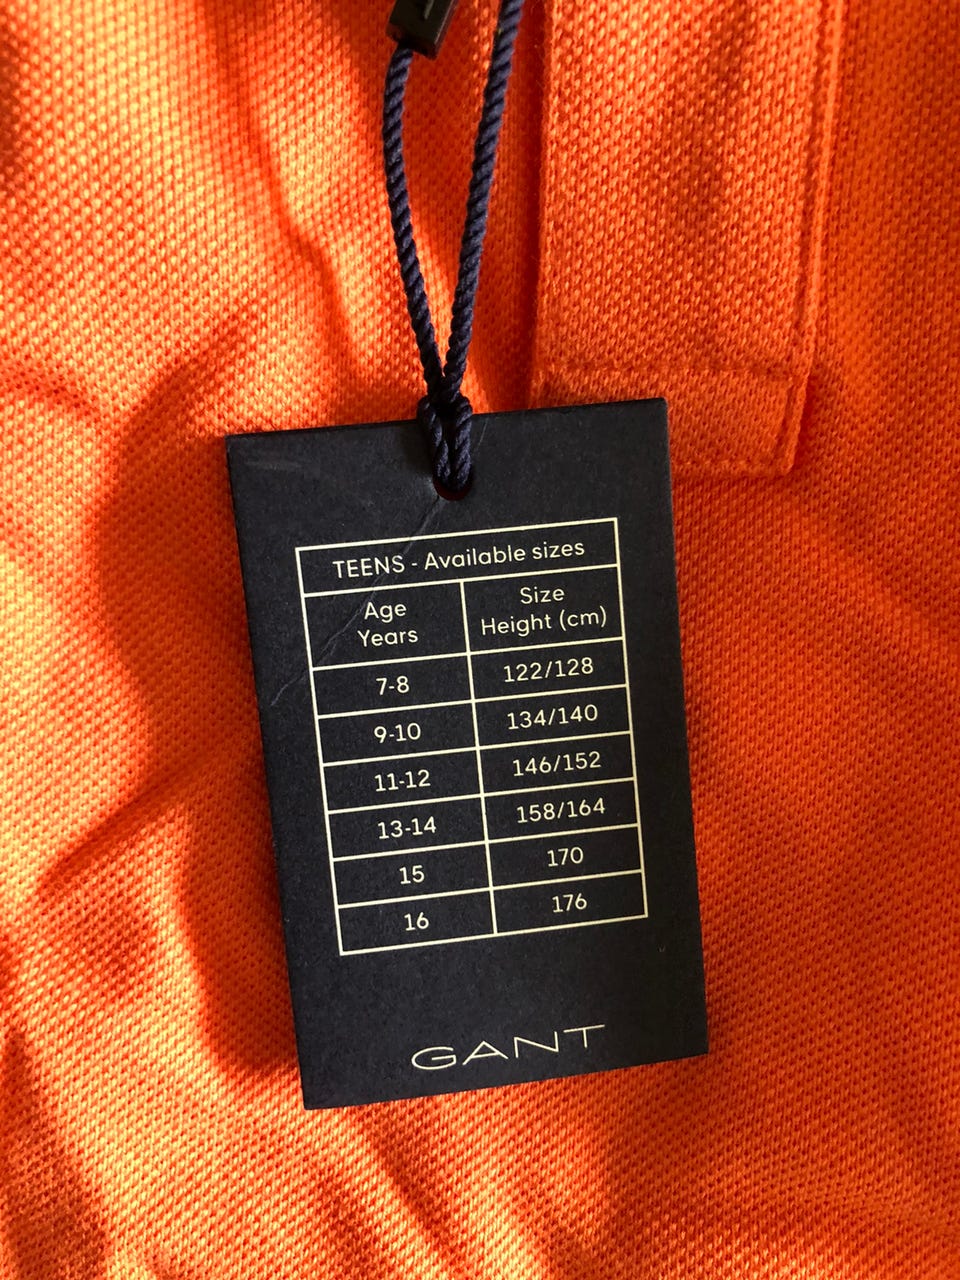 TEENS - Available sizes
Age Years Size Height (cm)
7-8 122/128
9-10 134/140
11-12 146/152
13-14 158/164
15 170
16 176
GANT